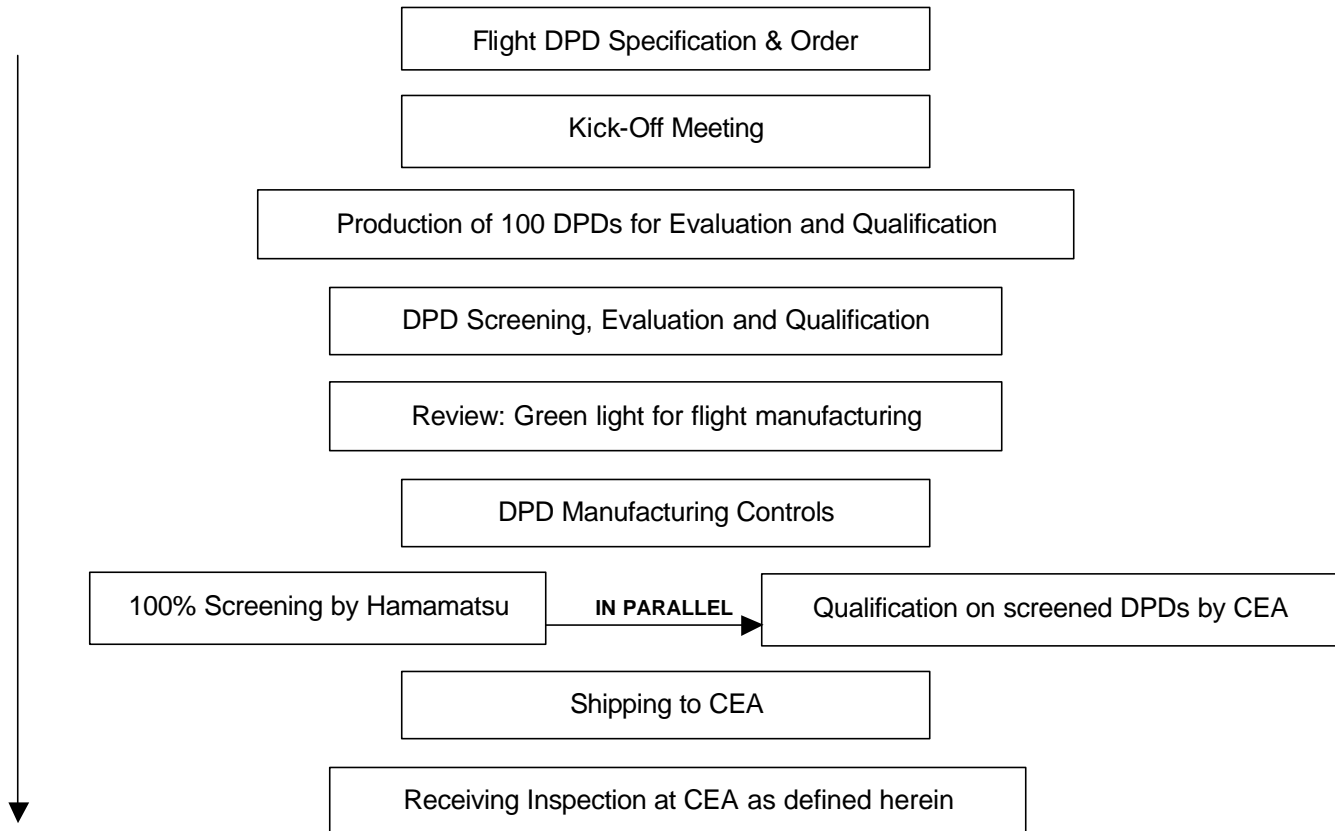 Flight DPD Specification & Order
Kick-Off Meeting
Production of 100 DPDs for Evaluation and Qualification
DPD Screening, Evaluation and Qualification
Review: Green light for flight manufacturing
DPD Manufacturing Controls
100% Screening by Hamamatsu
IN PARALLEL
Qualification on screened DPDs by CEA
Shipping to CEA
Receiving Inspection at CEA as defined herein